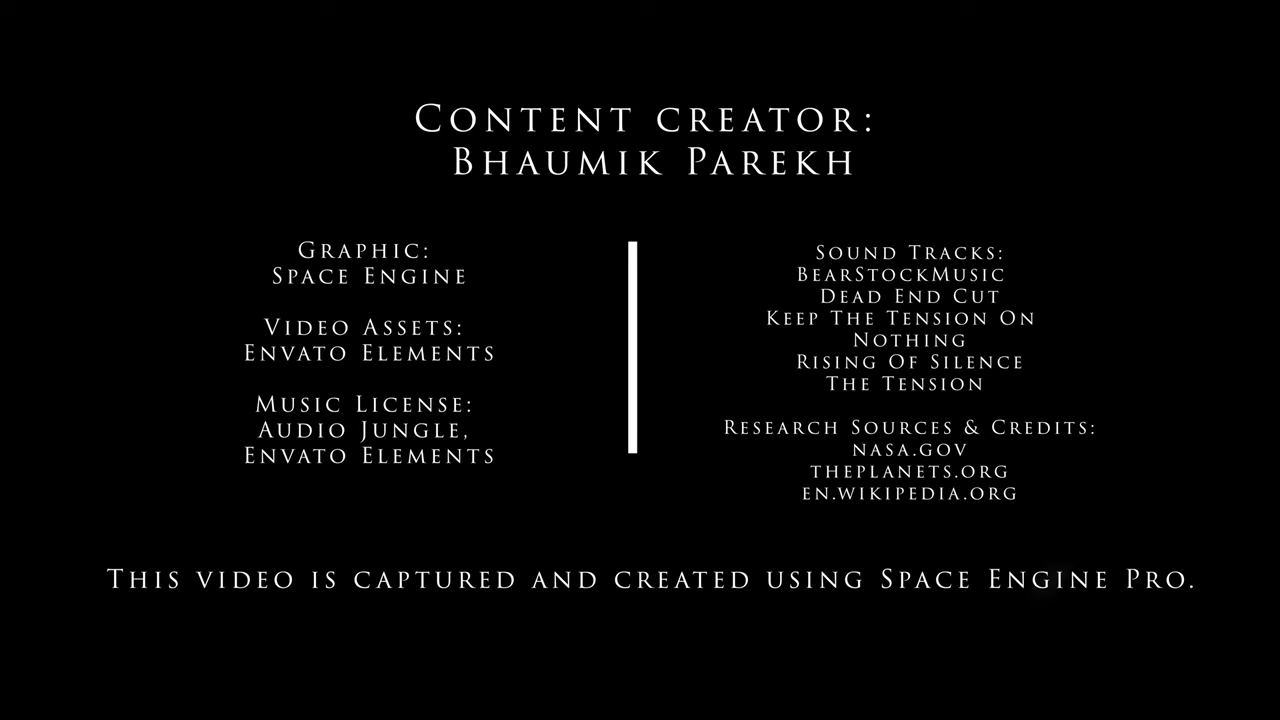 Content creator:
Bhaumik Parekh
Graphic:
Space Engine
Video Assets:
Envato Elements
Music License:
Audio Jungle,
Envato Elements
Sound Tracks:
BearStockMusic
Dead End Cut
Keep The Tension On
Nothing
Rising Of Silence
The Tension
Research Sources & Credits:
nasa.gov
theplanets.org
en.wikipedia.org
This video is captured and created using Space Engine Pro.